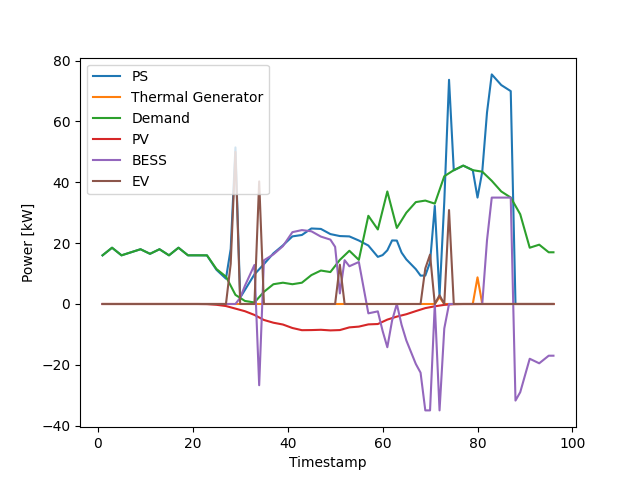 80
60
40
20
0
−20
−40
Power [kW]
PS
Thermal Generator
Demand
PV
BESS
EV
0
20
40
60
80
100
Timestamp